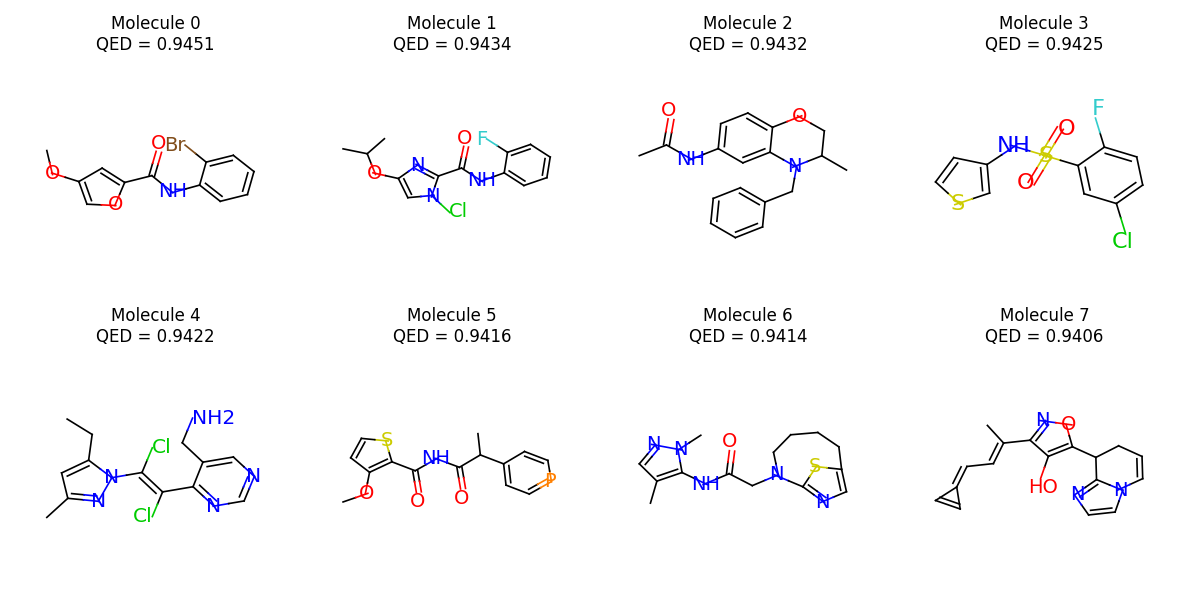 Molecule 0
QED = 0.9451
Molecule 1
QED = 0.9434
Molecule 2
QED = 0.9432
Molecule 3
QED = 0.9425
O
O
O
Br
NH
O
N
N
Cl
O
F
NH
O
NH
O
N
S
NH
S
O
O
F
Cl
Molecule 4
QED = 0.9422
Molecule 5
QED = 0.9416
Molecule 6
QED = 0.9414
Molecule 7
QED = 0.9406
N
N
Cl
Cl
NH2
N
N
S
O
O
NH
O
P
N
N
NH
O
N
S
N
N
O
HO
N
N